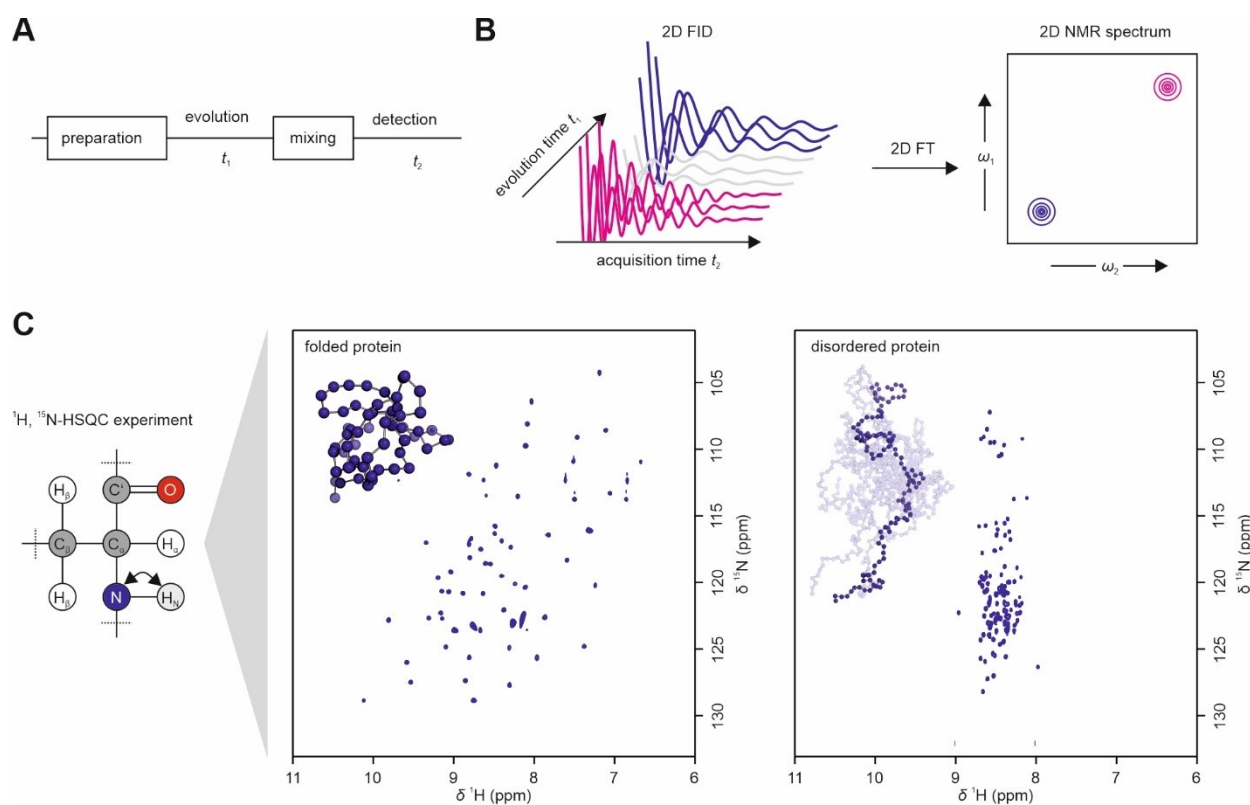 A
preparation
evolution
t₁
mixing
detection
t₂
B
2D FID
evolution time t₁
acquisition time t₂
2D FT
2D NMR spectrum
ω₁
ω₂
C
¹H, ¹⁵N-HSQC experiment
Hβ
C'
O
Cβ
Cα
Hα
Hβ
N
HN
folded protein
105
110
115
120
125
130
δ ¹⁵N (ppm)
11
10
9
8
7
6
δ ¹H (ppm)
disordered protein
105
110
115
120
125
130
δ ¹⁵N (ppm)
11
10
9
8
7
6
δ ¹H (ppm)